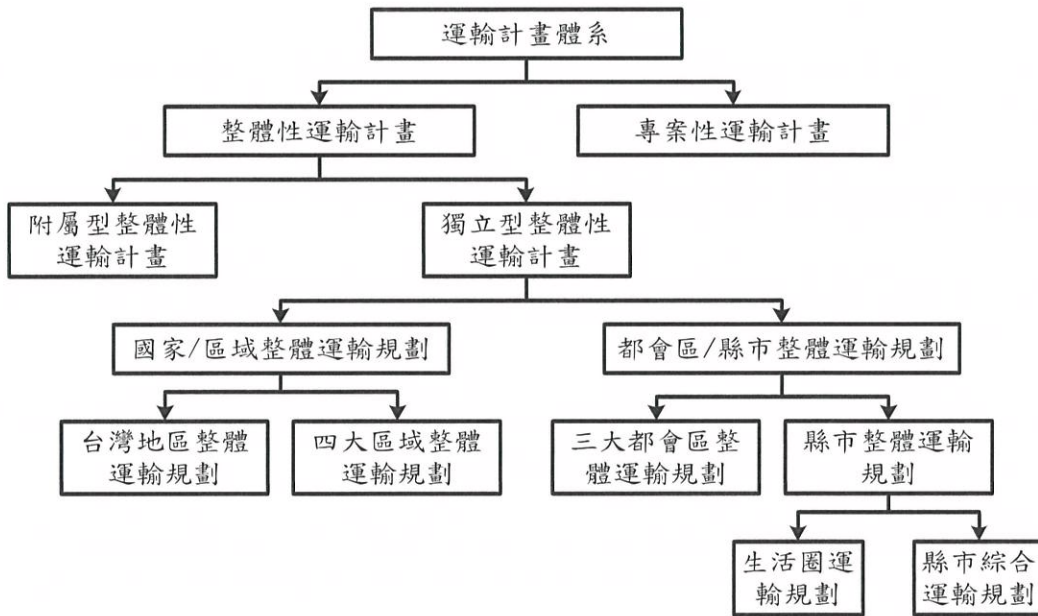 運輸計畫體系
整體性運輸計畫
專案性運輸計畫
附屬型整體性
運輸計畫
獨立型整體性
運輸計畫
國家/區域整體運輸規劃
都會區/縣市整體運輸規劃
台灣地區整體
運輸規劃
四大區域整體
運輸規劃
三大都會區整
體運輸規劃
縣市整體運輸
規劃
生活圈運
輸規劃
縣市綜合
運輸規劃